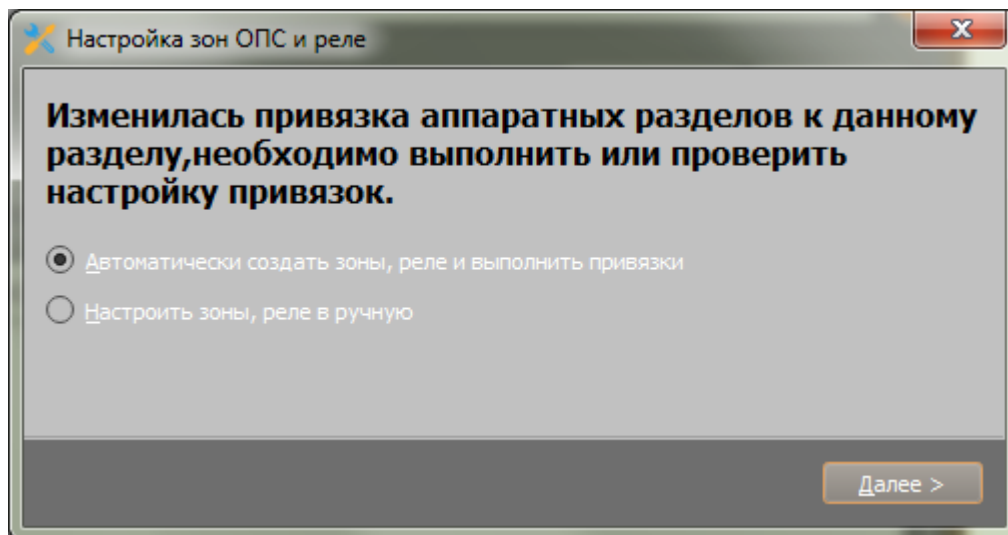 Настройка зон ОПС и реле
Изменилась привязка аппаратных разделов к данному
разделу,необходимо выполнить или проверить
настройку привязок.
Автоматически создать зоны, реле и выполнить привязки
Настроить зоны, реле в ручную
Далее >